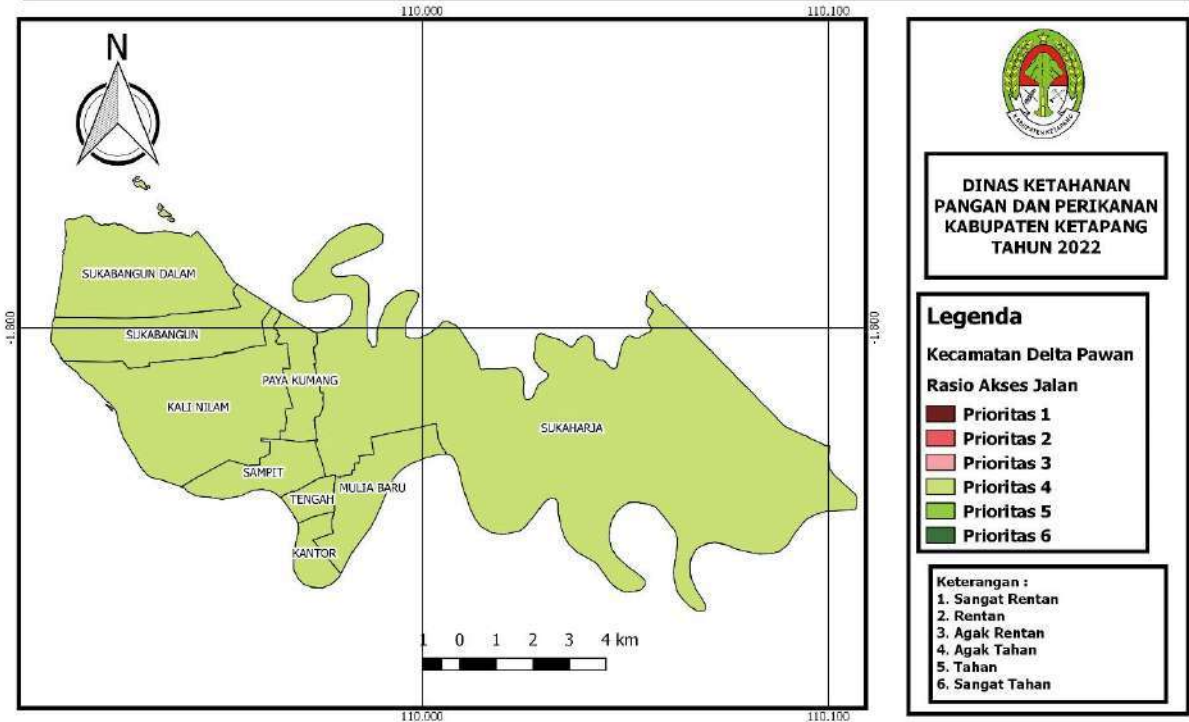 110.000
110.100
N
-1.800
-1.800
SUKABANGUN DALAM
SUKABANGUN
PAYA KUMANG
KALI NILAM
SUKAHARJA
SAMPIT
MULIA BARU
TENGAH
KANTOR
1 0 1 2 3 4 km
110.000
110.100
KABUPATEN KETAPANG
DINAS KETAHANAN
PANGAN DAN PERIKANAN
KABUPATEN KETAPANG
TAHUN 2022
Legenda
Kecamatan Delta Pawan
Rasio Akses Jalan
Prioritas 1
Prioritas 2
Prioritas 3
Prioritas 4
Prioritas 5
Prioritas 6
Keterangan :
1. Sangat Rentan
2. Rentan
3. Agak Rentan
4. Agak Tahan
5. Tahan
6. Sangat Tahan